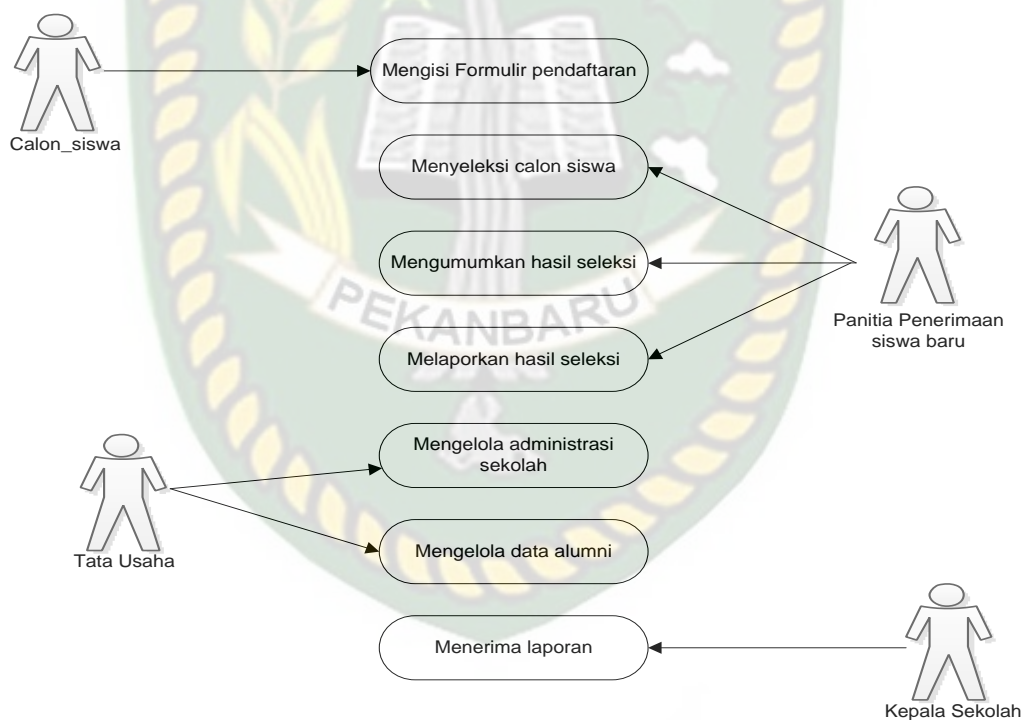 Mengisi Formulir pendaftaran
Calon_siswa
Menyeleksi calon siswa
Mengumumkan hasil seleksi
PEKANBARU
Panitia Penerimaan
siswa baru
Melaporkan hasil seleksi
Mengelola administrasi
sekolah
Tata Usaha
Mengelola data alumni
Menerima laporan
Kepala Sekolah